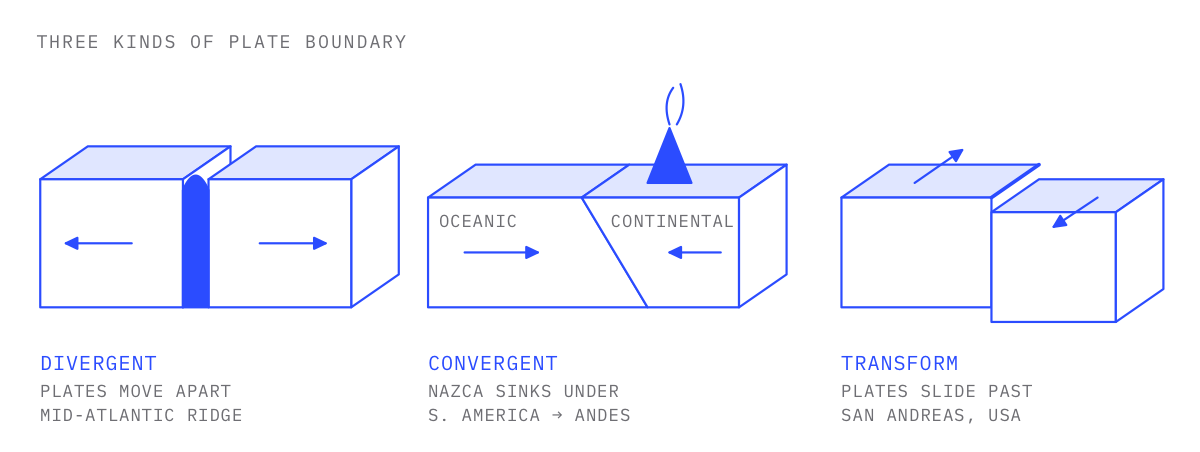 THREE KINDS OF PLATE BOUNDARY
OCEANIC
CONTINENTAL
DIVERGENT
PLATES MOVE APART
MID-ATLANTIC RIDGE
CONVERGENT
NAZCA SINKS UNDER
S. AMERICA → ANDES
TRANSFORM
PLATES SLIDE PAST
SAN ANDREAS, USA